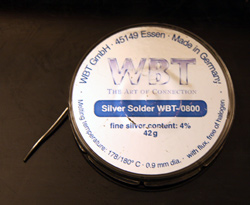 WBT GmbH · 45149 Essen · Made in Germany
WBT
THE ART OF CONNECTION
Silver Solder WBT-0800
fine silver content: 4%
42g
Melting temperature: 178/180° C · 0.9 mm dia. · with flux, free of halogen